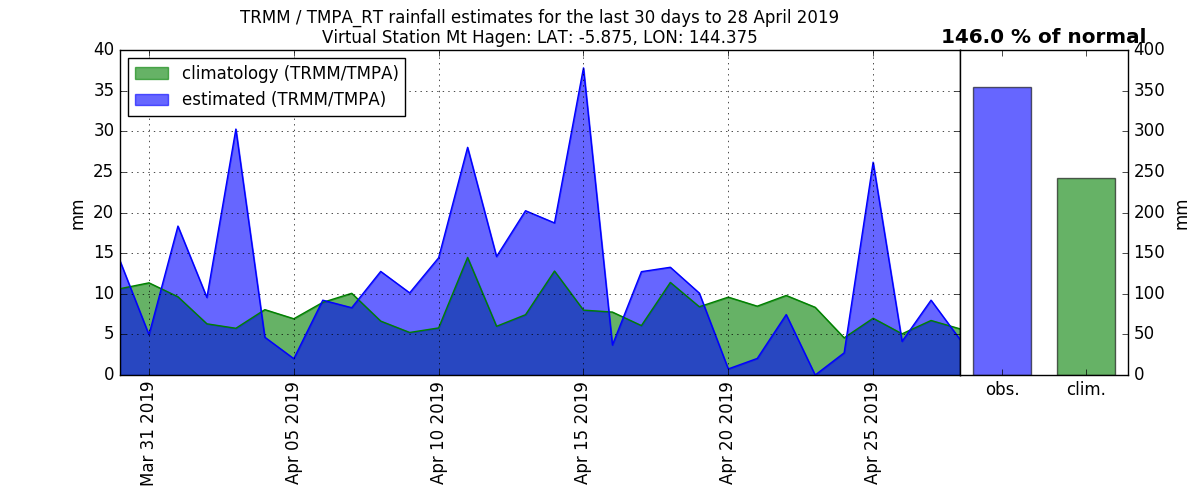 TRMM / TMPA_RT rainfall estimates for the last 30 days to 28 April 2019
Virtual Station Mt Hagen: LAT: -5.875, LON: 144.375
146.0 % of normal
climatology (TRMM/TMPA)
estimated (TRMM/TMPA)
40
35
30
25
20
15
10
5
0
mm
Mar 31 2019
Apr 05 2019
Apr 10 2019
Apr 15 2019
Apr 20 2019
Apr 25 2019
400
350
300
250
200
150
100
50
0
mm
obs.
clim.